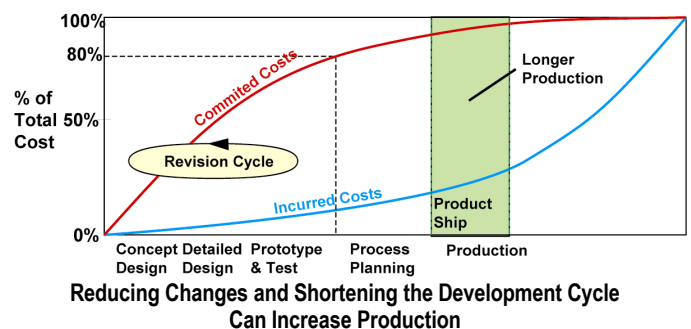 100%
80%
% of
Total 50%
Cost
0%
Commited Costs
Revision Cycle
Incurred Costs
Longer
Production
Product
Ship
Concept Detailed Prototype Process Production
Design Design & Test Planning
Reducing Changes and Shortening the Development Cycle
Can Increase Production